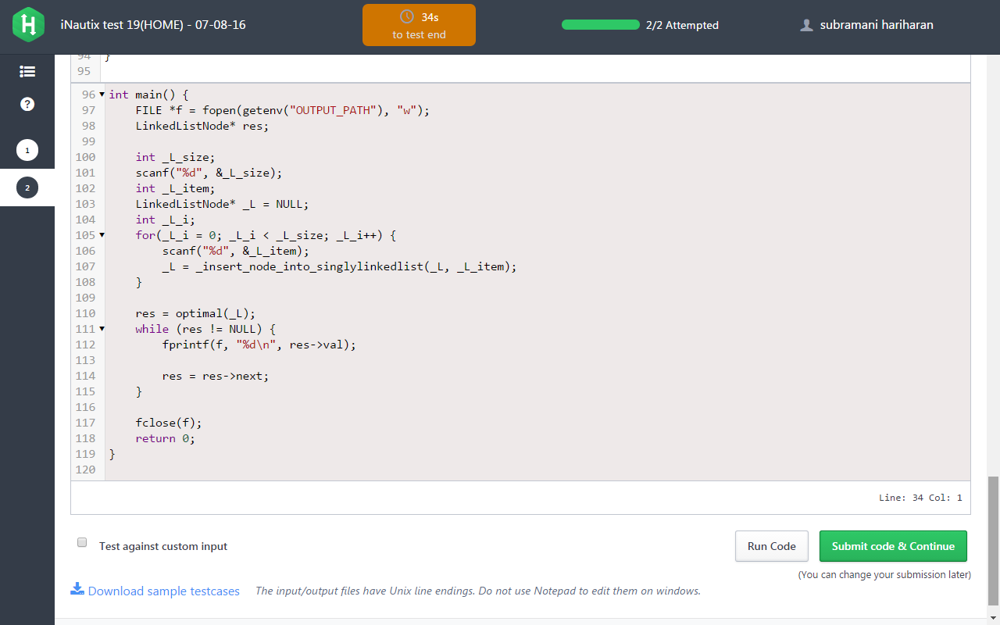 iNautix test 19(HOME) - 07-08-16
34s
to test end
2/2 Attempted
subramani hariharan
94 }
95
96 int main() {
97     FILE *f = fopen(getenv("OUTPUT_PATH"), "w");
98     LinkedListNode* res;
99
100     int _L_size;
101     scanf("%d", &_L_size);
102     int _L_item;
103     LinkedListNode* _L = NULL;
104     int _L_i;
105     for(_L_i = 0; _L_i < _L_size; _L_i++) {
106         scanf("%d", &_L_item);
107         _L = _insert_node_into_singlylinkedlist(_L, _L_item);
108     }
109
110     res = optimal(_L);
111     while (res != NULL) {
112         fprintf(f, "%d\n", res->val);
113
114         res = res->next;
115     }
116
117     fclose(f);
118     return 0;
119 }
120
?
1
2
Line: 34 Col: 1
Test against custom input
Run Code
Submit code & Continue
(You can change your submission later)
Download sample testcases
The input/output files have Unix line endings. Do not use Notepad to edit them on windows.